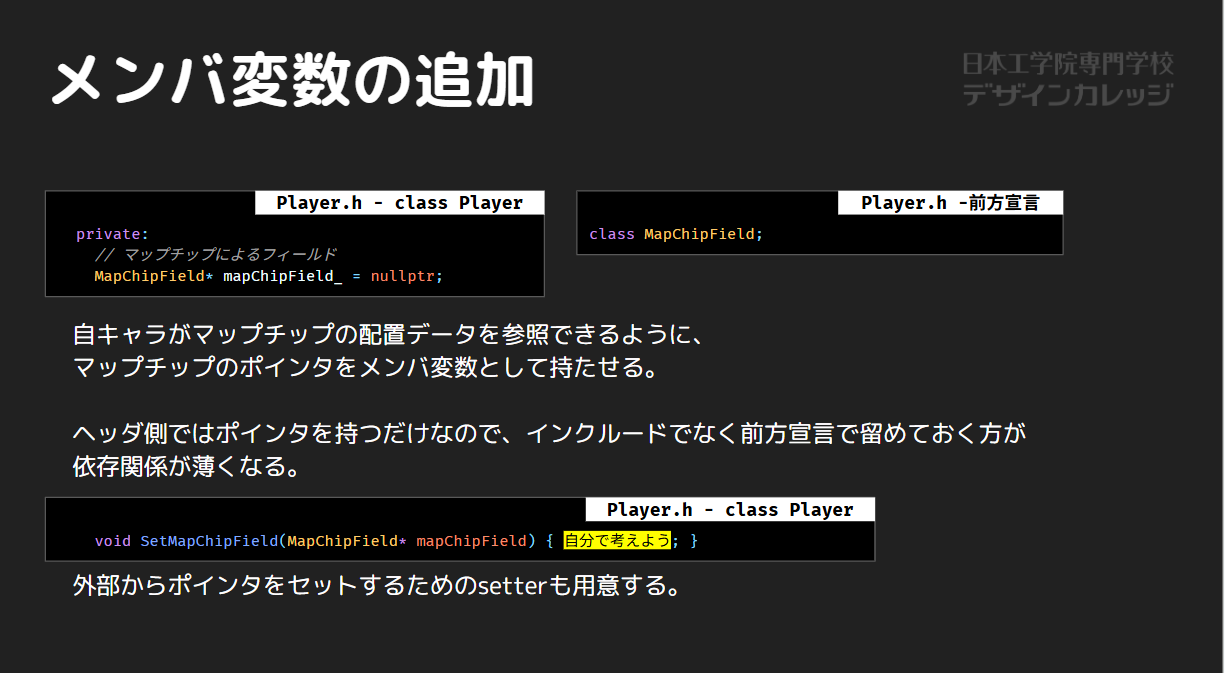 メンバ変数の追加
日本工学院専門学校
デザインカレッジ
Player.h - class Player
private:
// マップチップによるフィールド
MapChipField* mapChipField_ = nullptr;
Player.h -前方宣言
class MapChipField;
自キャラがマップチップの配置データを参照できるように、
マップチップのポインタをメンバ変数として持たせる。
ヘッダ側ではポインタを持つだけなので、インクルードでなく前方宣言で留めておく方が
依存関係が薄くなる。
Player.h - class Player
void SetMapChipField(MapChipField* mapChipField) { 自分で考えよう; }
外部からポインタをセットするためのsetterも用意する。